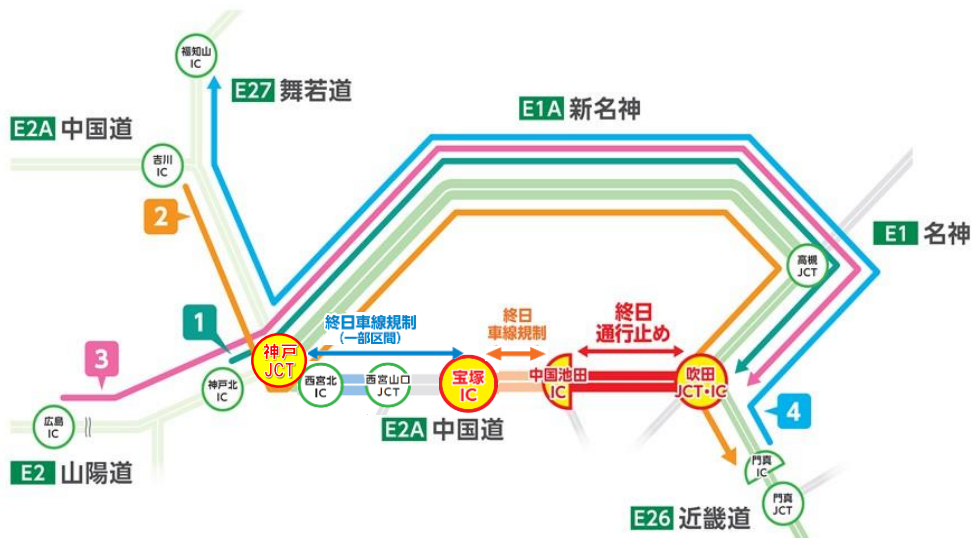 福知山
IC
E27 舞若道
E1A 新名神
E2A 中国道
吉川
IC
2
E1 名神
高槻
JCT
1
終日車線規制
(一部区間)
終日
車線規制
終日
通行止め
神戸
JCT
3
神戸北
IC
西宮北
IC
西宮山口
JCT
宝塚
IC
中国池田
IC
吹田
JCT・IC
4
広島
IC
E2A 中国道
E2 山陽道
門真
IC
門真
JCT
E26 近畿道